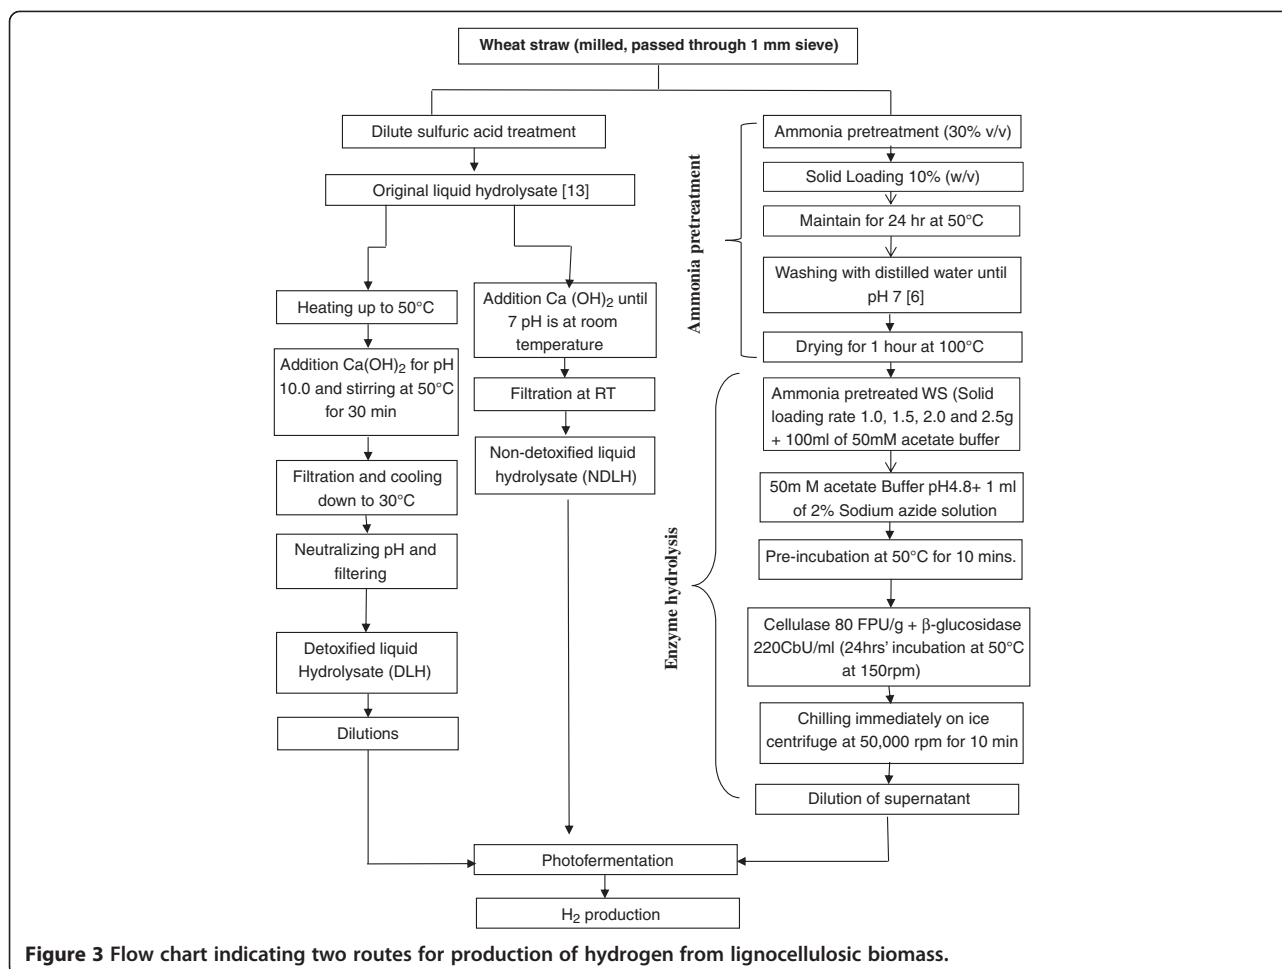 Wheat straw (milled, passed through 1 mm sieve)
Dilute sulfuric acid treatment
Original liquid hydrolysate [13]
Heating up to 50°C
Addition Ca(OH)2 for pH
10.0 and stirring at 50°C
for 30 min
Filtration and cooling
down to 30°C
Neutralizing pH and
filtering
Detoxified liquid
Hydrolysate (DLH)
Dilutions
Addition Ca (OH)2 until
7 pH is at room
temperature
Filtration at RT
Non-detoxified liquid
hydrolysate (NDLH)
Ammonia pretreatment
Ammonia pretreatment (30% v/v)
Solid Loading 10% (w/v)
Maintain for 24 hr at 50°C
Washing with distilled water until
pH 7 [6]
Drying for 1 hour at 100°C
Enzyme hydrolysis
Ammonia pretreated WS (Solid
loading rate 1.0, 1.5, 2.0 and 2.5g
+ 100ml of 50mM acetate buffer
50m M acetate Buffer pH4.8+ 1 ml
of 2% Sodium azide solution
Pre-incubation at 50°C for 10 mins.
Cellulase 80 FPU/g + β-glucosidase
220CbU/ml (24hrs’ incubation at 50°C
at 150rpm)
Chilling immediately on ice
centrifuge at 50,000 rpm for 10 min
Dilution of supernatant
Photofermentation
H2 production
Figure 3 Flow chart indicating two routes for production of hydrogen from lignocellulosic biomass.